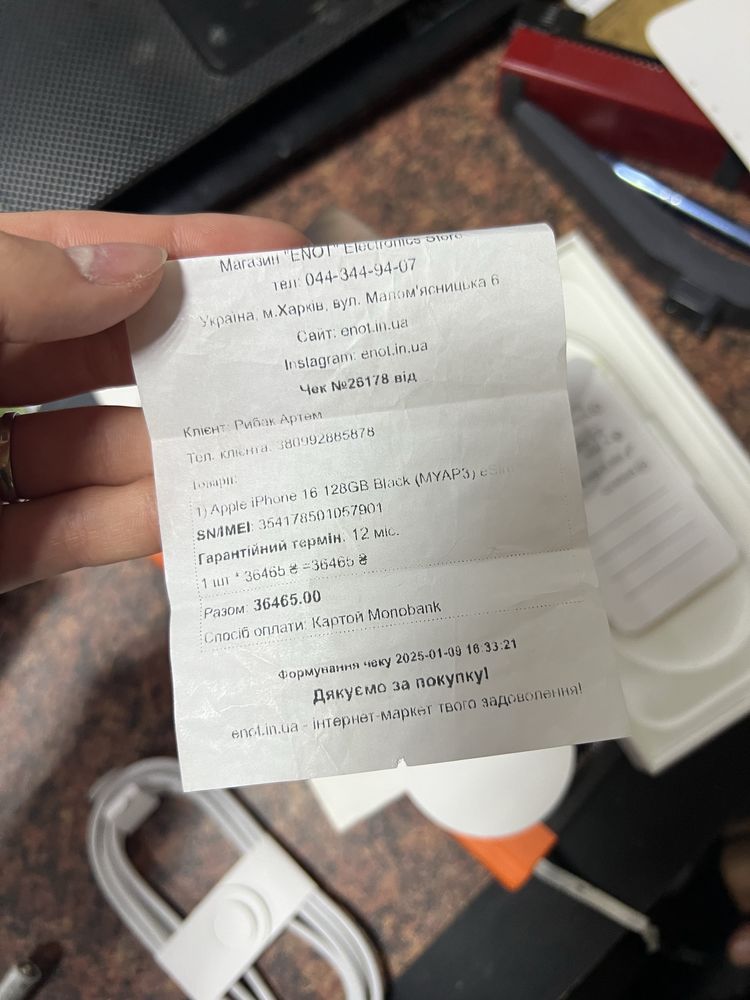 Магазин "ENOT" Electronics Store
тел: 044-344-94-07
Україна, м.Харків, вул. Малом'ясницька 6
Сайт: enot.in.ua
Instagram: enot.in.ua
Чек №26178 від
Клієнт: Рибак Артем
Тел. клієнта: 380992885878
Товари:
1) Apple iPhone 16 128GB Black (MYAP3) eSim
SN/IMEI: 354178501057901
Гарантійний термін: 12 міс.
1 шт * 36465 ₴ =36465 ₴
Разом: 36465.00
Спосіб оплати: Картой Monobank
Формування чеку 2025-01-09 16:33:21
Дякуємо за покупку!
enot.in.ua - інтернет-маркет твого задоволення!